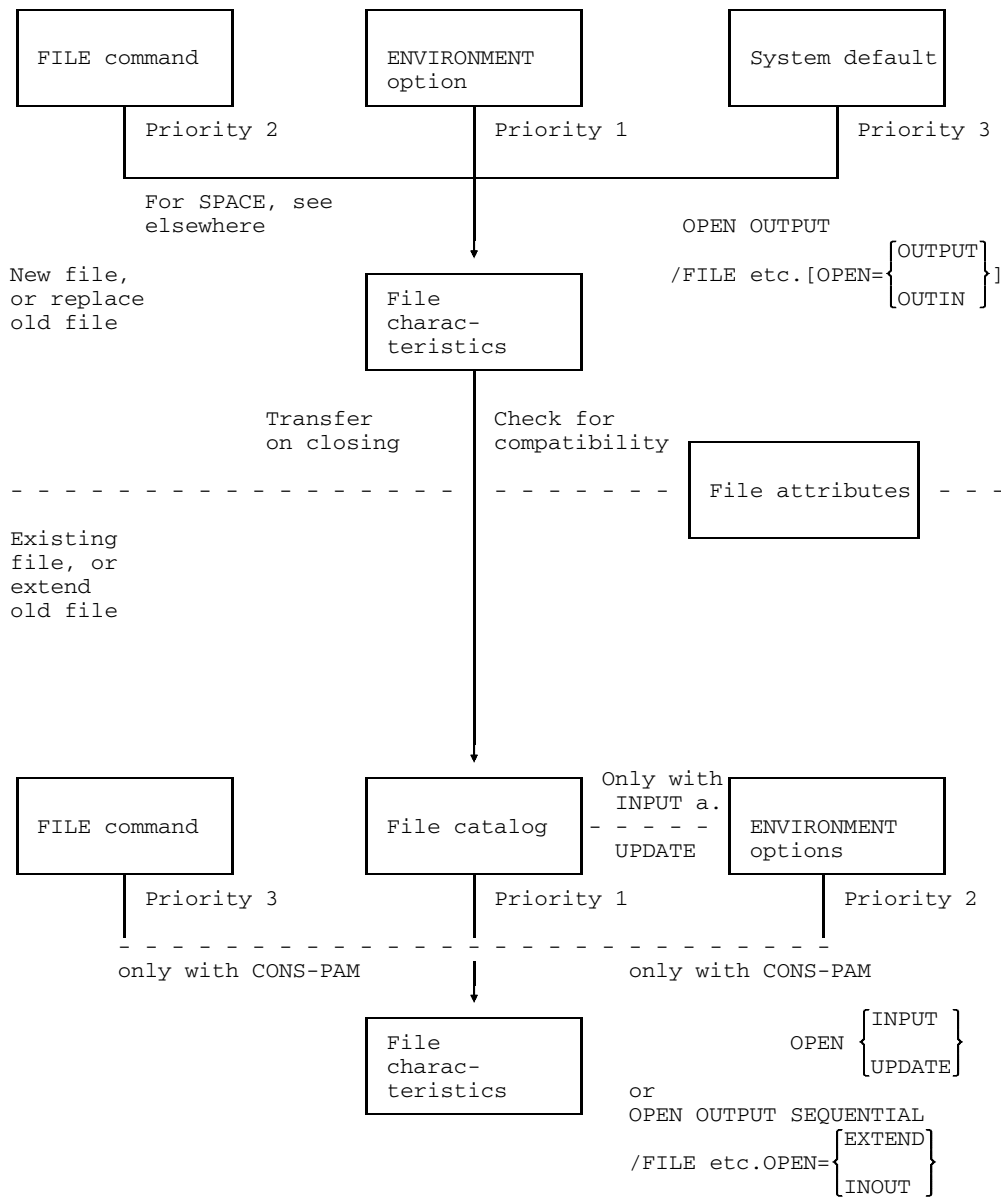 FILE command
ENVIRONMENT
option
System default
Priority 2
Priority 1
Priority 3
For SPACE, see
elsewhere
OPEN OUTPUT
New file,
or replace
old file
File
charac-
teristics
/FILE etc.[OPEN={OUTPUT
OUTIN}]
Transfer
on closing
Check for
compatibility
File attributes
Existing
file, or
extend
old file
FILE command
File catalog
Only with
INPUT a.
UPDATE
ENVIRONMENT
options
Priority 3
Priority 1
Priority 2
only with CONS-PAM
only with CONS-PAM
File
charac-
teristics
OPEN {INPUT
UPDATE}
or
OPEN OUTPUT SEQUENTIAL
/FILE etc.OPEN={EXTEND
INOUT}